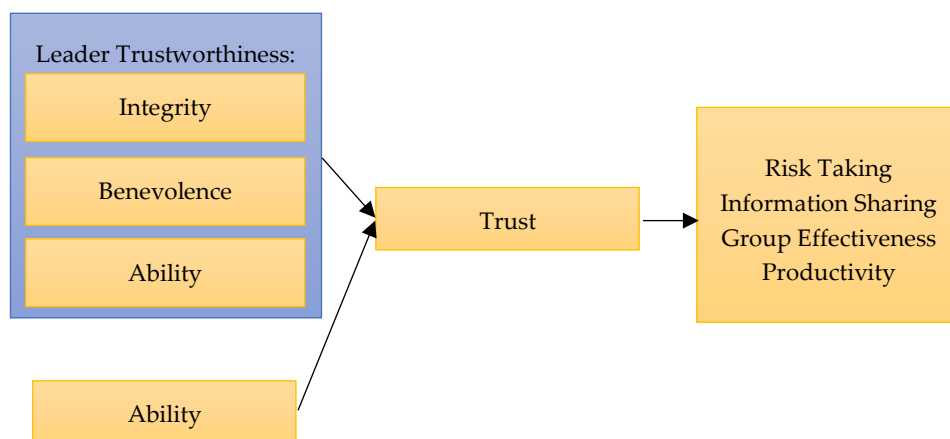 Leader Trustworthiness:
Integrity
Benevolence
Ability
Ability
Trust
Risk Taking
Information Sharing
Group Effectiveness
Productivity